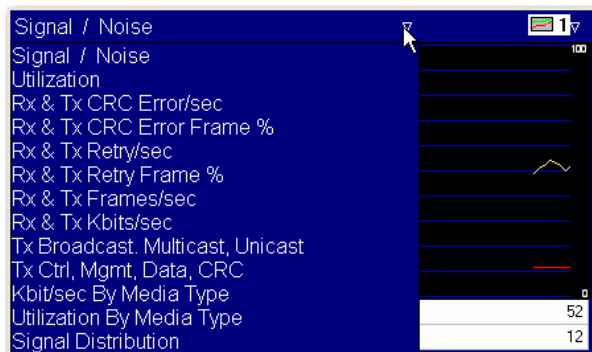 Signal / Noise 1
Signal / Noise 100
Utilization
Rx & Tx CRC Error/sec
Rx & Tx CRC Error Frame %
Rx & Tx Retry/sec
Rx & Tx Retry Frame %
Rx & Tx Frames/sec
Rx & Tx Kbits/sec
Tx Broadcast. Multicast, Unicast
Tx Ctrl, Mgmt, Data, CRC
Kbit/sec By Media Type 0
Utilization By Media Type 52
Signal Distribution 12